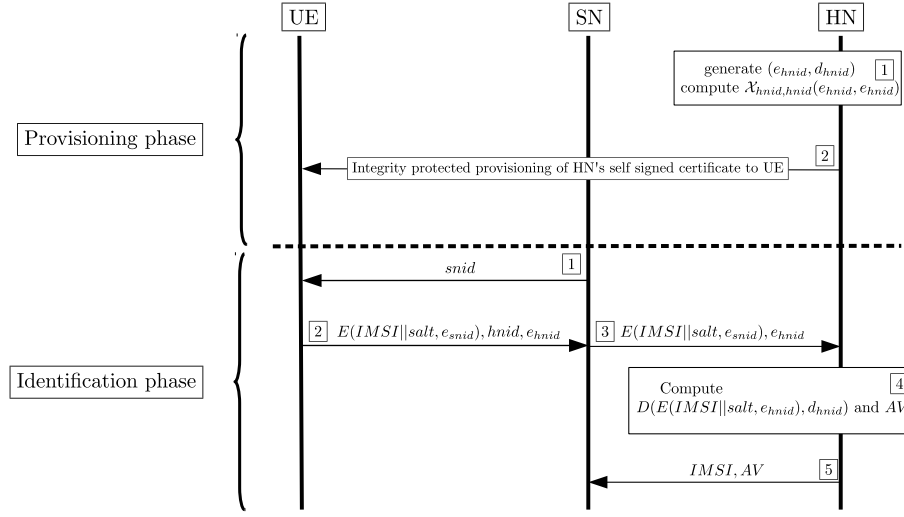 UE
SN
HN
generate (e_{hnid}, d_{hnid})
1
compute 𝒳_{hnid,hnid}(e_{hnid}, e_{hnid})
Provisioning phase
2
Integrity protected provisioning of HN's self signed certificate to UE
1
snid
2
E(IMSI||salt, e_{snid}), hnid, e_{hnid}
3
E(IMSI||salt, e_{snid}), e_{hnid}
Identification phase
4
Compute
D(E(IMSI||salt, e_{hnid}), d_{hnid}) and AV
IMSI, AV
5